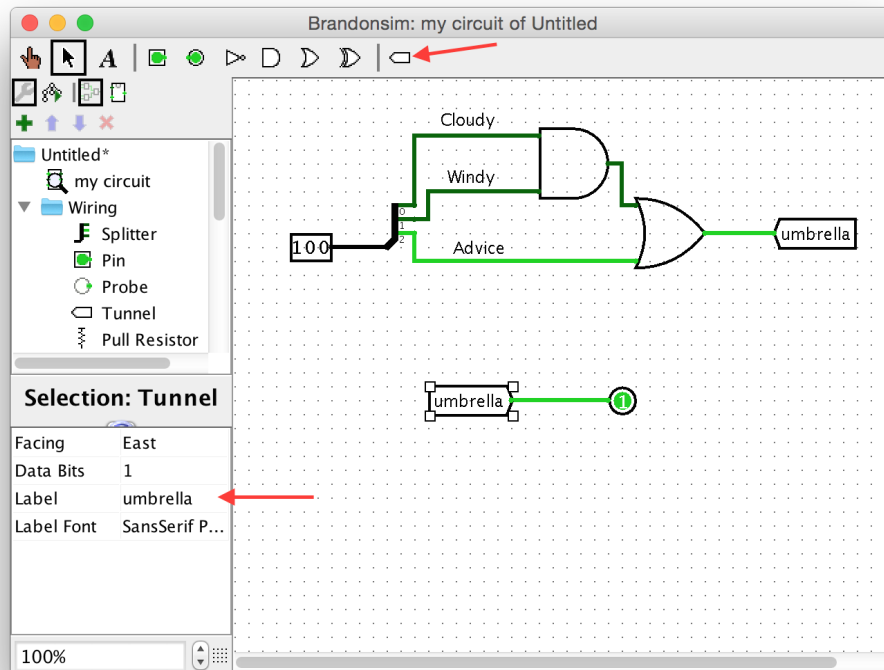 Brandonsim: my circuit of Untitled
A
Untitled*
my circuit
Wiring
Splitter
Pin
Probe
Tunnel
Pull Resistor
Selection: Tunnel
Facing East
Data Bits 1
Label umbrella
Label Font SansSerif P...
100%
Cloudy
Windy
0
1
2
100
Advice
umbrella
umbrella
1